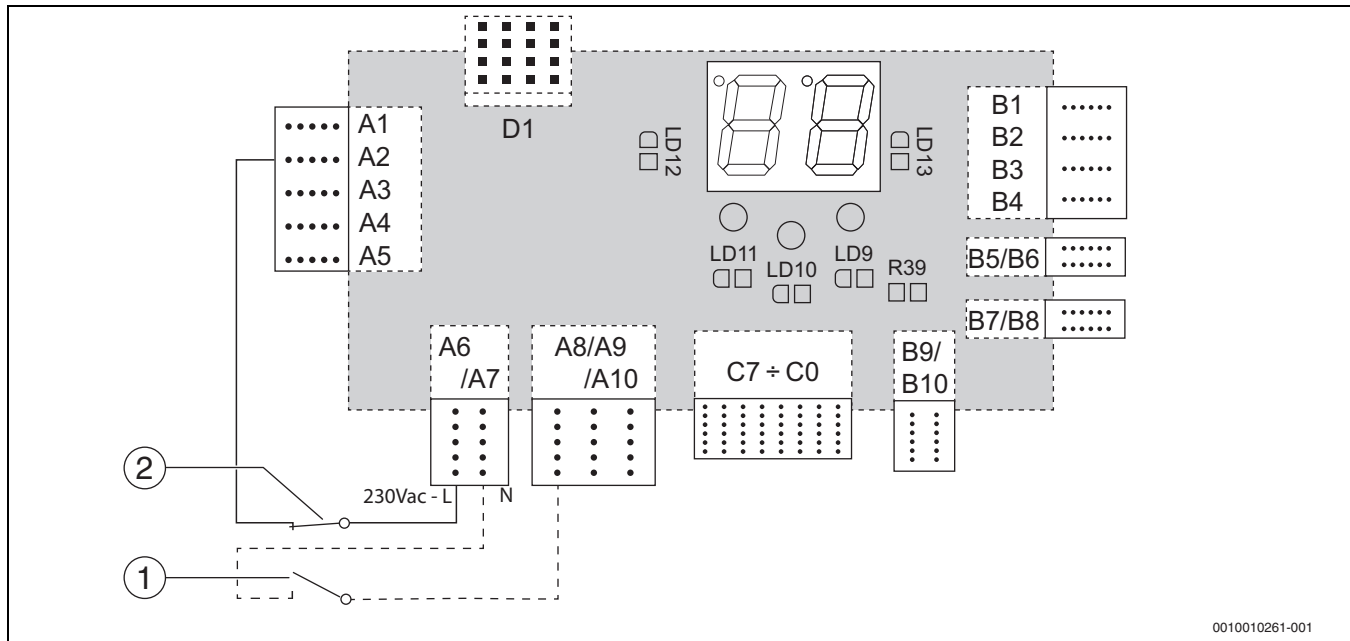 D1
A1
A2
A3
A4
A5
LD12
LD13
B1
B2
B3
B4
LD11
LD10
LD9
R39
B5/B6
B7/B8
A6
/A7
A8/A9
/A10
C7 ÷ C0
B9/
B10
230Vac - L
N
2
1
0010010261-001